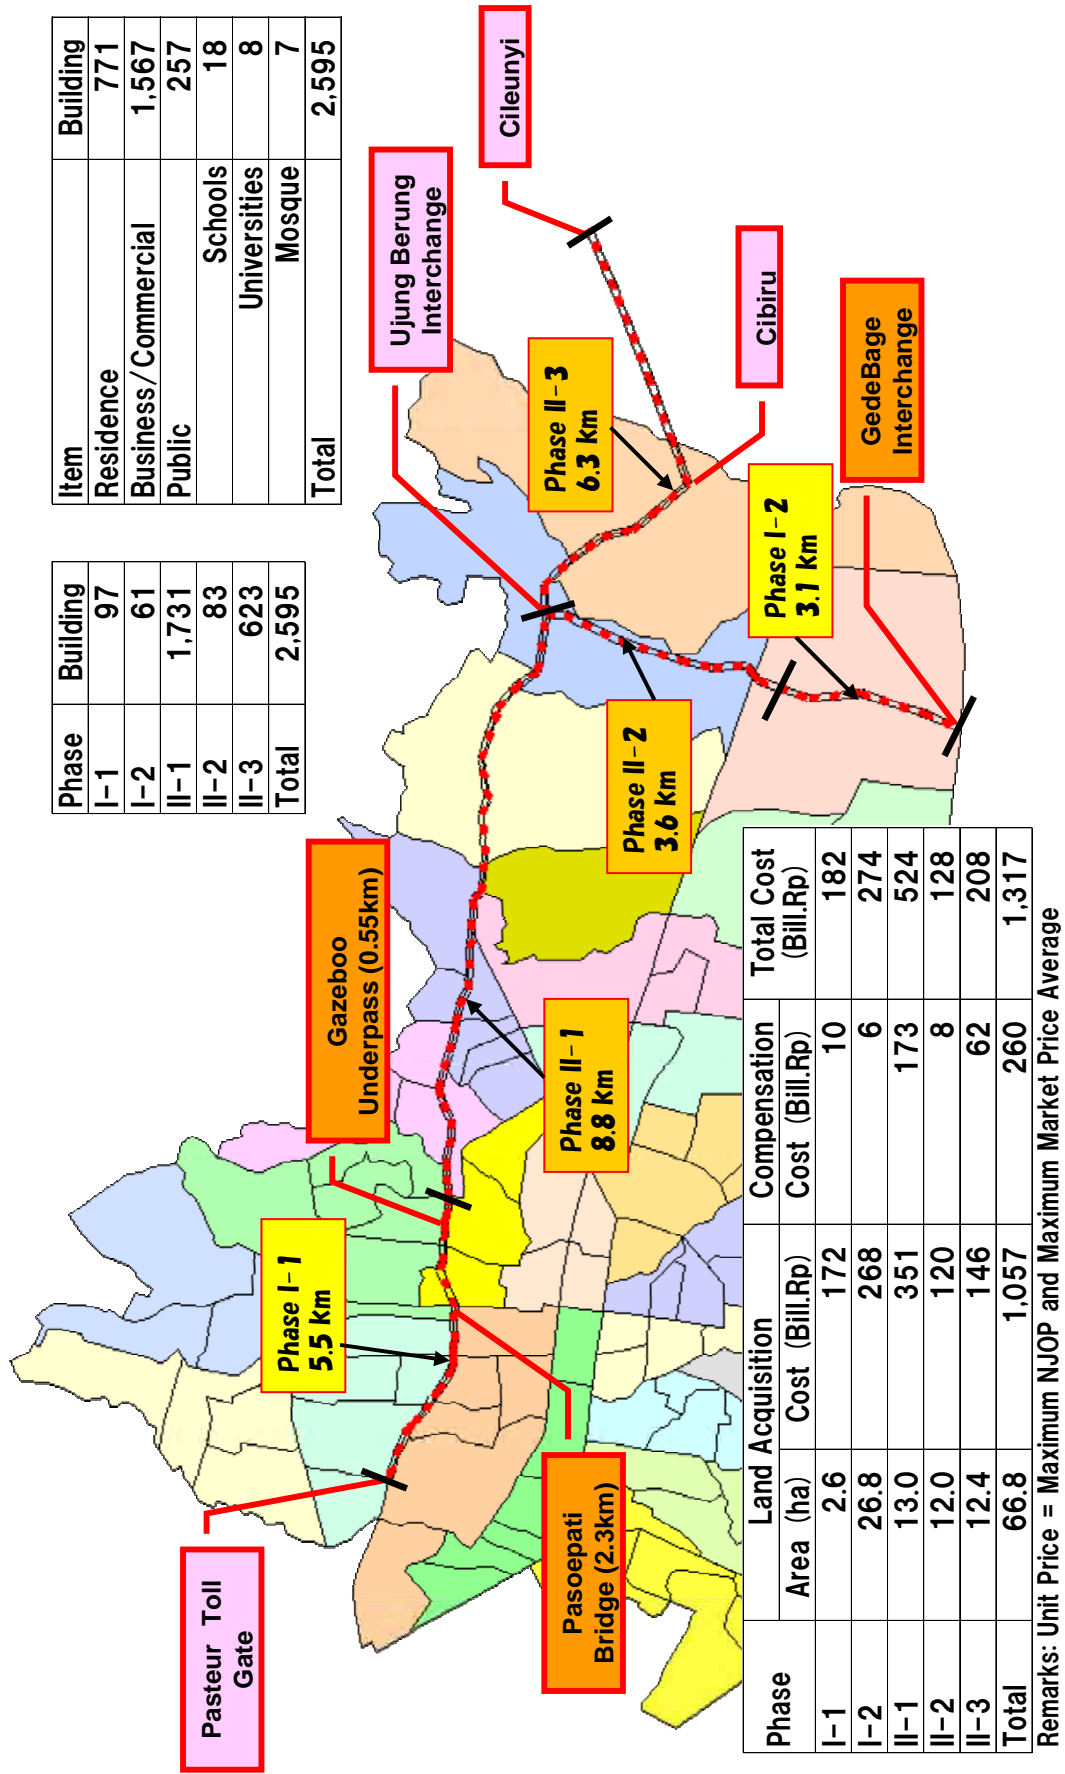 Pasteur Toll
Gate
Phase I-1
5.5 km
Gazeboo
Underpass (0.55km)
Pasoepati
Bridge (2.3km)
Phase II-1
8.8 km
Phase II-2
3.6 km
Phase I-2
3.1 km
Phase II-3
6.3 km
Ujung Berung
Interchange
Cileunyi
Cibiru
GedeBage
Interchange
Phase Building
I-1 97
I-2 61
II-1 1,731
II-2 83
II-3 623
Total 2,595
Item Building
Residence 771
Business/Commercial 1,567
Public 257
Schools 18
Universities 8
Mosque 7
Total 2,595
Phase Land Acquisition Compensation Total Cost
Area (ha) Cost (Bill.Rp) Cost (Bill.Rp) (Bill.Rp)
I-1 2.6 172 10 182
I-2 26.8 268 6 274
II-1 13.0 351 173 524
II-2 12.0 120 8 128
II-3 12.4 146 62 208
Total 66.8 1,057 260 1,317
Remarks: Unit Price = Maximum NJOP and Maximum Market Price Average